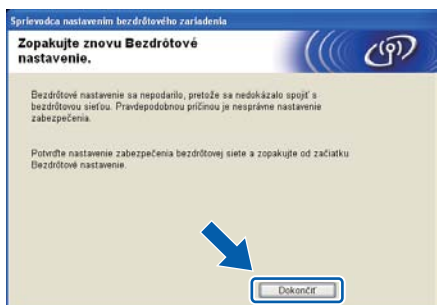 Sprievodca nastavením bezdrôtového zariadenia
Zopakujte znovu Bezdrôtové
nastavenie.
Bezdrôtové nastavenie sa nepodarilo, pretože sa nedokázalo spojiť s
bezdrôtovou sieťou. Pravdepodobnou príčinou je nesprávne nastavenie
zabezpečenia.
Potvrďte nastavenie zabezpečenia bezdrôtovej siete a zopakujte od začiatku
Bezdrôtové nastavenie.
Dokončiť